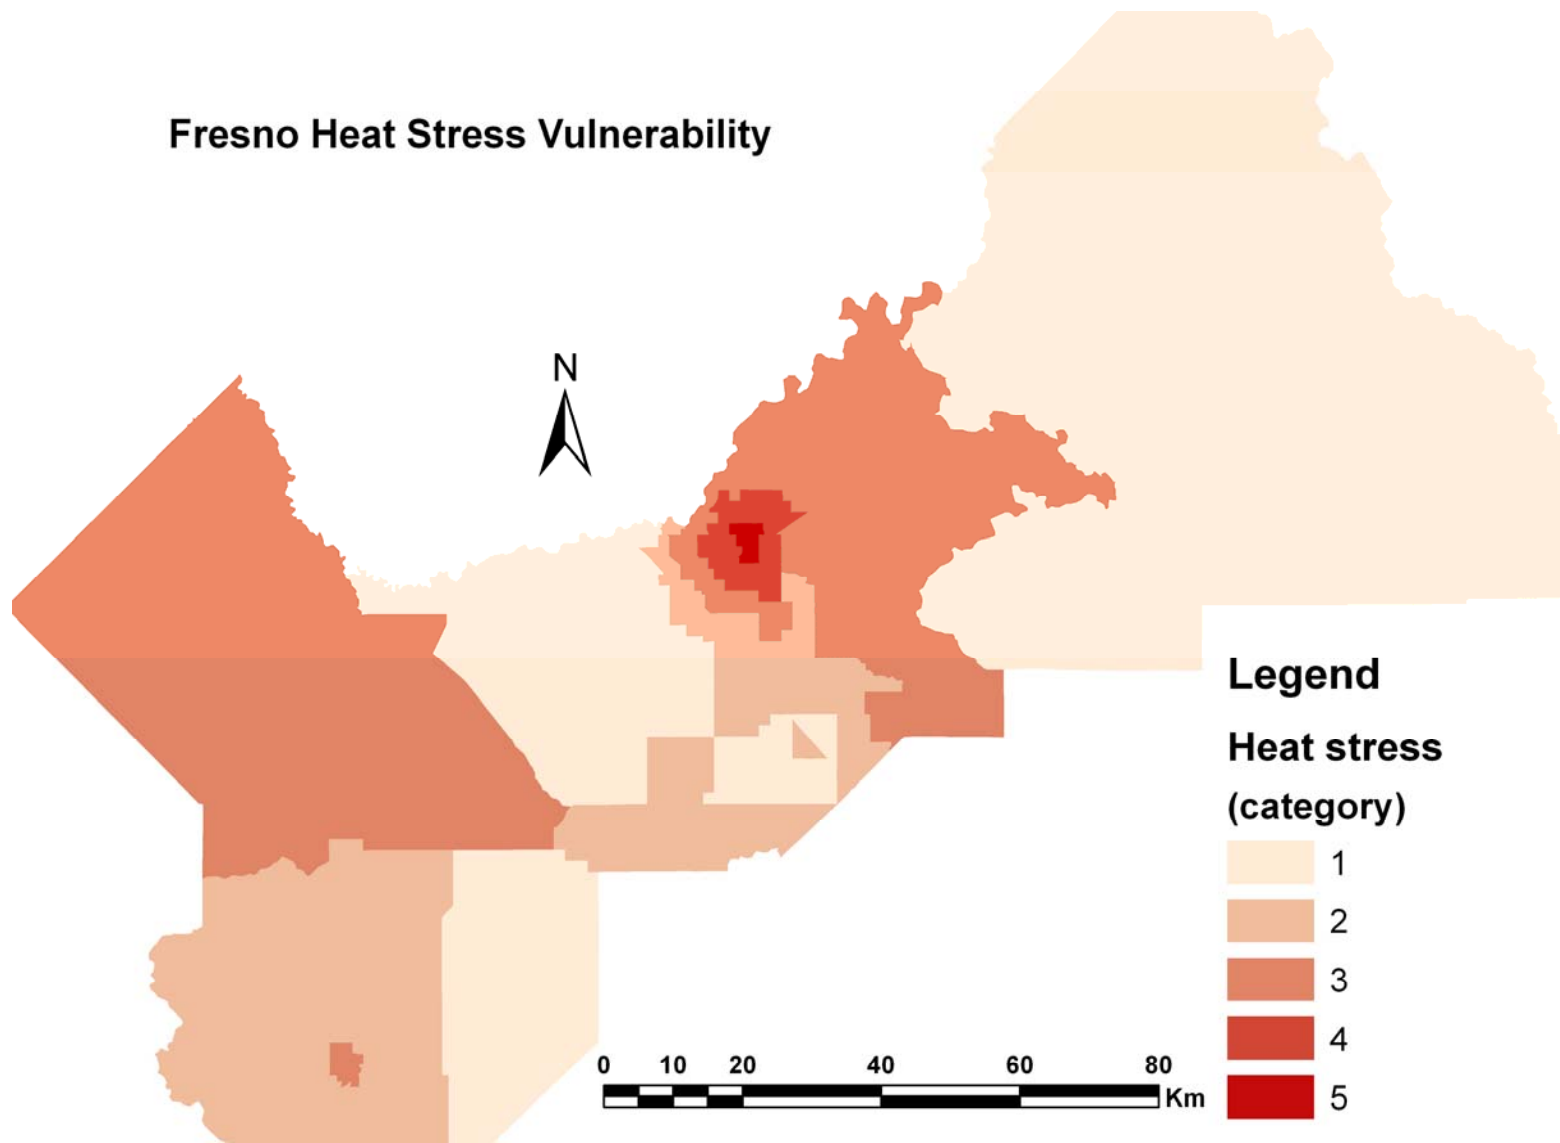 Fresno Heat Stress Vulnerability
N
Legend
Heat stress
(category)
1
2
3
4
5
0 10 20 40 60 80
Km